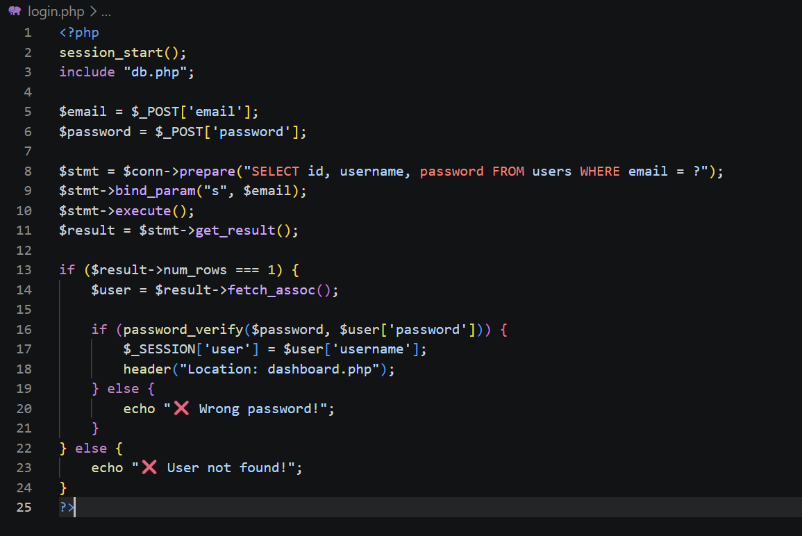 login.php > ...
1 <?php
2 session_start();
3 include "db.php";
4
5 $email = $_POST['email'];
6 $password = $_POST['password'];
7
8 $stmt = $conn->prepare("SELECT id, username, password FROM users WHERE email = ?");
9 $stmt->bind_param("s", $email);
10 $stmt->execute();
11 $result = $stmt->get_result();
12
13 if ($result->num_rows === 1) {
14     $user = $result->fetch_assoc();
15
16     if (password_verify($password, $user['password'])) {
17         $_SESSION['user'] = $user['username'];
18         header("Location: dashboard.php");
19     } else {
20         echo "❌ Wrong password!";
21     }
22 } else {
23     echo "❌ User not found!";
24 }
25 ?>